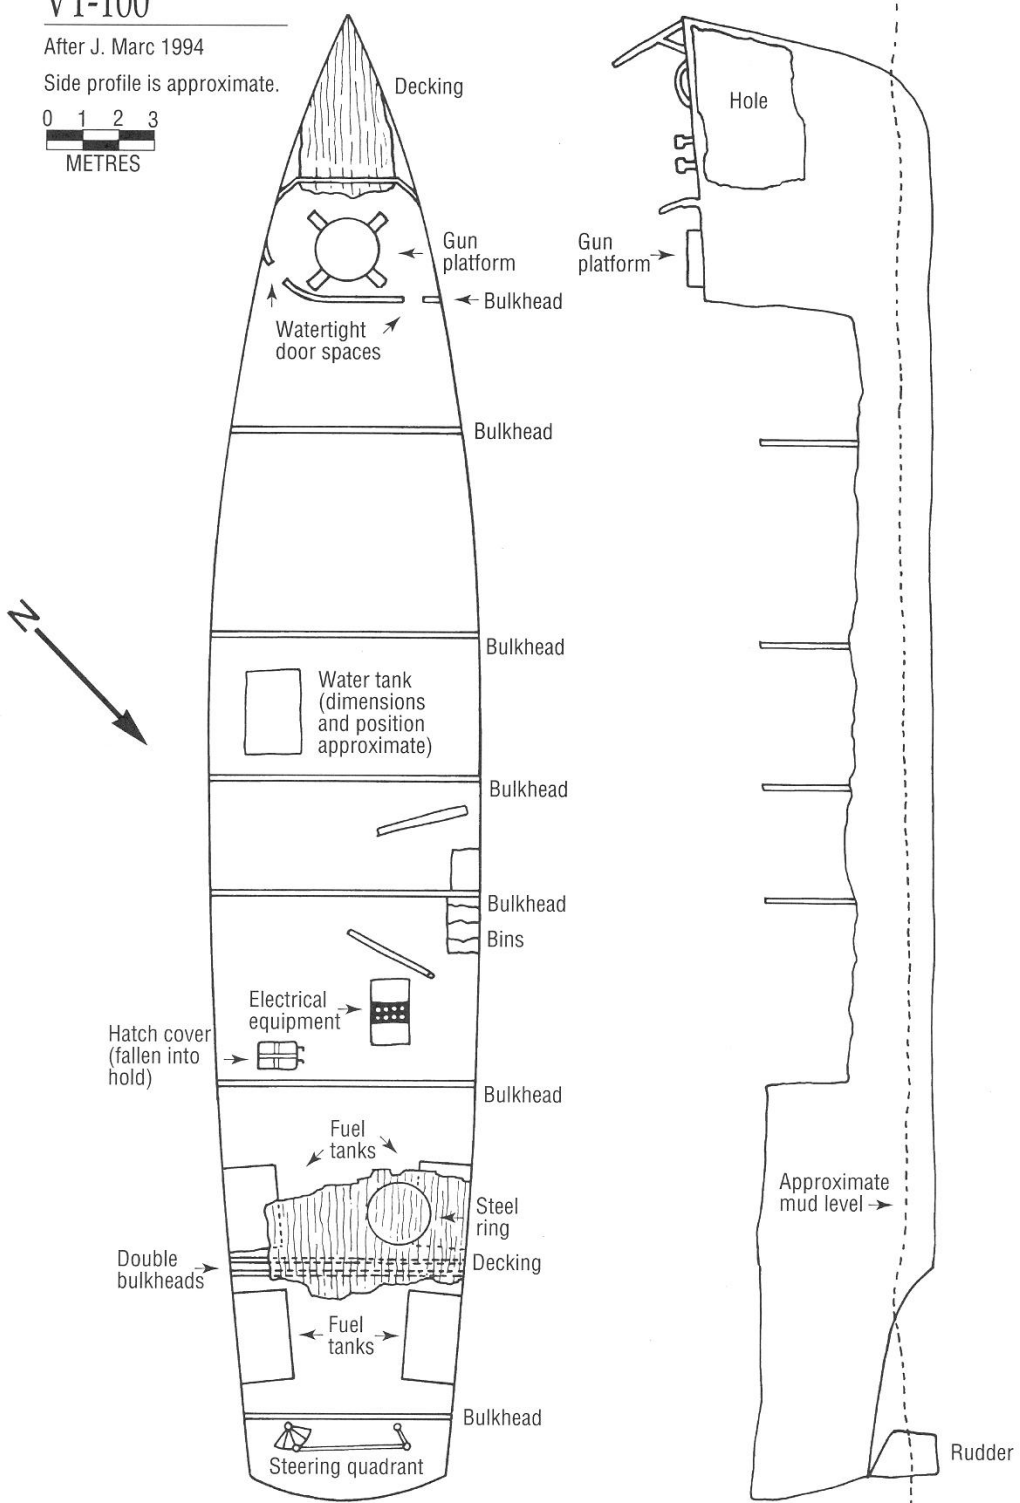 VT-100
After J. Marc 1994
Side profile is approximate.
0 1 2 3
METRES
Decking
Hole
Gun
platform
Gun
platform
Bulkhead
Watertight
door spaces
Bulkhead
N
Bulkhead
Water tank
(dimensions
and position
approximate)
Bulkhead
Bulkhead
Bins
Electrical
equipment
Hatch cover
(fallen into
hold)
Bulkhead
Fuel
tanks
Approximate
mud level
Steel
ring
Double
bulkheads
Decking
Fuel
tanks
Bulkhead
Steering quadrant
Rudder